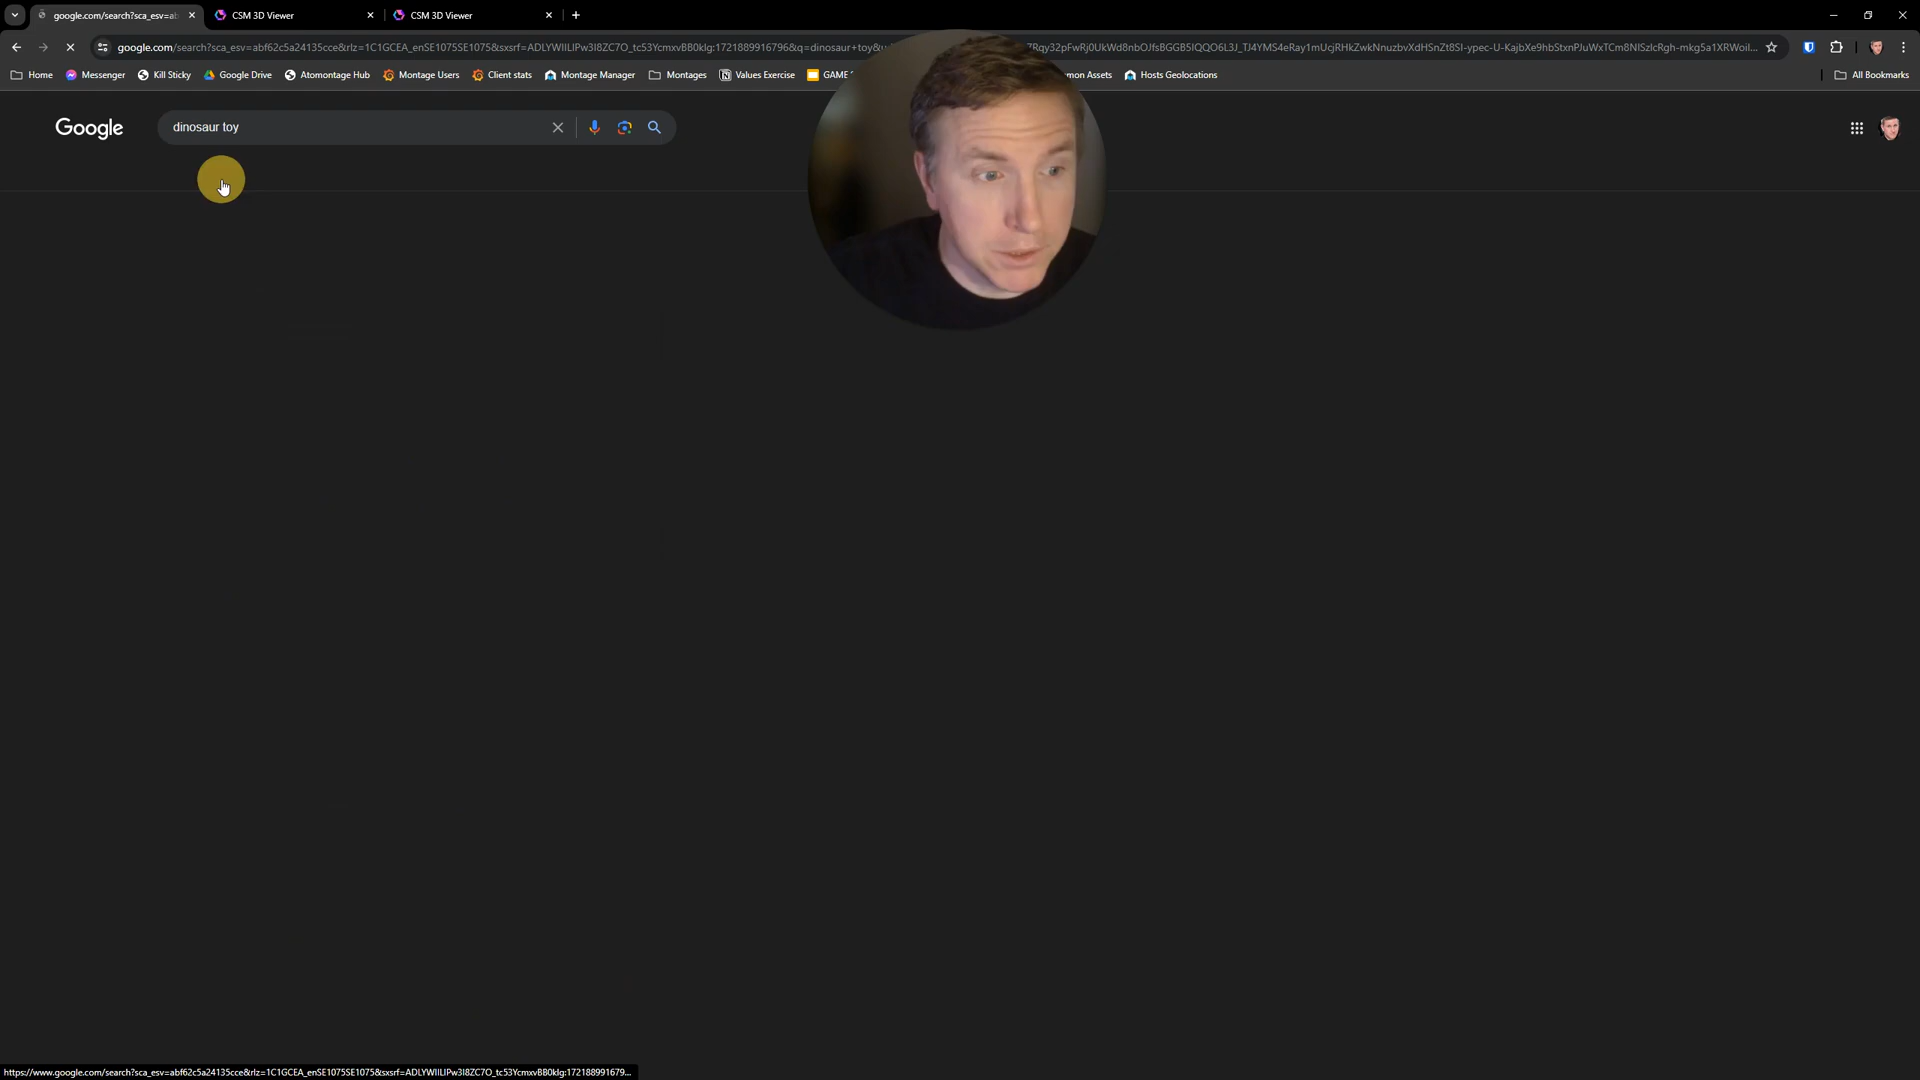 google.com/search?sca_esv=ab
CSM 3D Viewer
CSM 3D Viewer
google.com/search?sca_esv=abf62c5a24135cce&rlz=1C1GCEA_enSE1075SE1075&sxsrf=ADLYWIILIPw3I8ZC7O_tc53YcmxvBB0klg:1721889916796&q=dinosaur+toy&u
Home
Messenger
Kill Sticky
Google Drive
Atomontage Hub
Montage Users
Client stats
Montage Manager
Montages
Values Exercise
GAME
mon Assets
Hosts Geolocations
All Bookmarks
Google
dinosaur toy
https://www.google.com/search?sca_esv=abf62c5a24135cce&rlz=1C1GCEA_enSE1075SE1075&sxsrf=ADLYWIILIPw3I8ZC7O_tc53YcmxvBB0klg:172188991679...